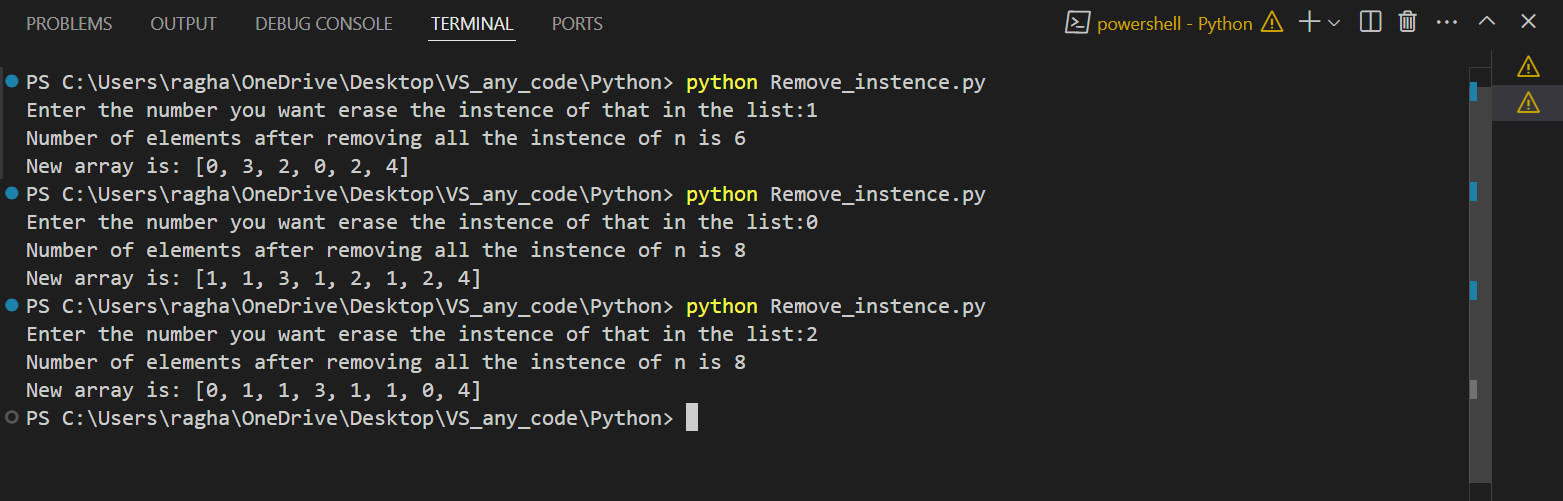 PROBLEMS OUTPUT DEBUG CONSOLE TERMINAL PORTS powershell - Python
PS C:\Users\ragha\OneDrive\Desktop\VS_any_code\Python> python Remove_instence.py
Enter the number you want erase the instence of that in the list:1
Number of elements after removing all the instence of n is 6
New array is: [0, 3, 2, 0, 2, 4]
PS C:\Users\ragha\OneDrive\Desktop\VS_any_code\Python> python Remove_instence.py
Enter the number you want erase the instence of that in the list:0
Number of elements after removing all the instence of n is 8
New array is: [1, 1, 3, 1, 2, 1, 2, 4]
PS C:\Users\ragha\OneDrive\Desktop\VS_any_code\Python> python Remove_instence.py
Enter the number you want erase the instence of that in the list:2
Number of elements after removing all the instence of n is 8
New array is: [0, 1, 1, 3, 1, 1, 0, 4]
PS C:\Users\ragha\OneDrive\Desktop\VS_any_code\Python>